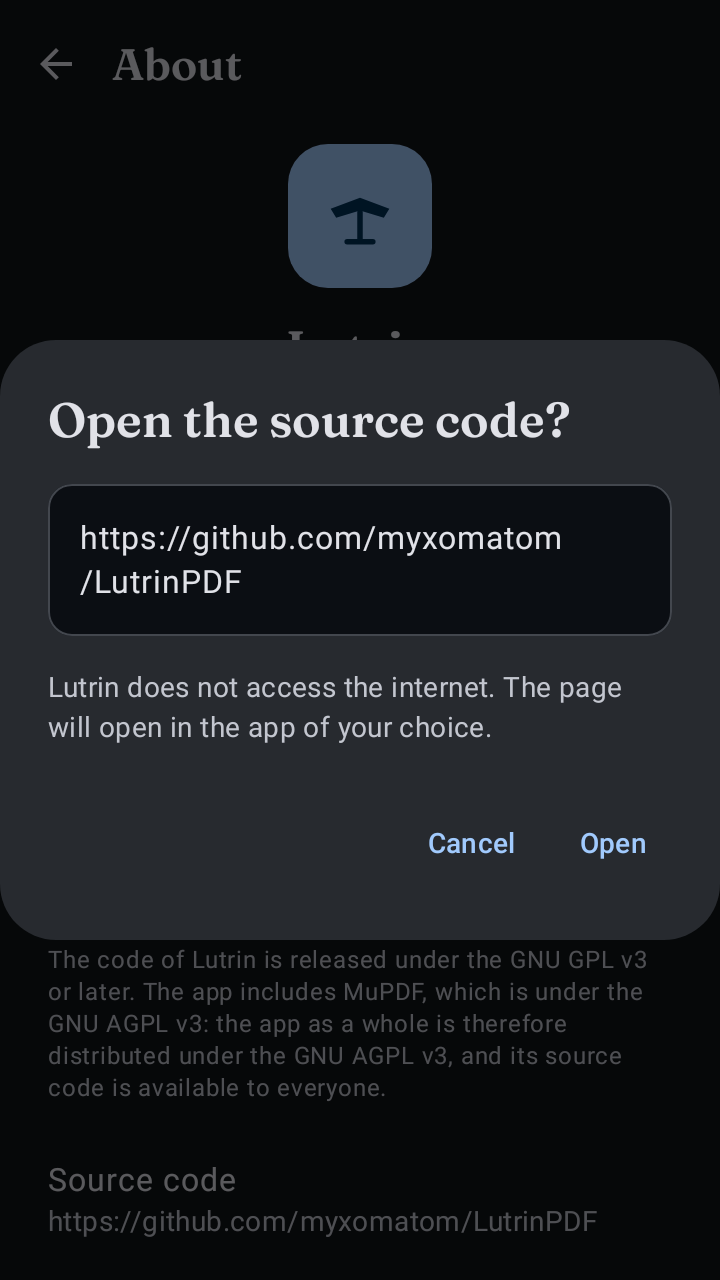 About
Open the source code?
https://github.com/myxomatom
/LutrinPDF
Lutrin does not access the internet. The page
will open in the app of your choice.
Cancel
Open
The code of Lutrin is released under the GNU GPL v3
or later. The app includes MuPDF, which is under the
GNU AGPL v3: the app as a whole is therefore
distributed under the GNU AGPL v3, and its source
code is available to everyone.
Source code
https://github.com/myxomatom/LutrinPDF